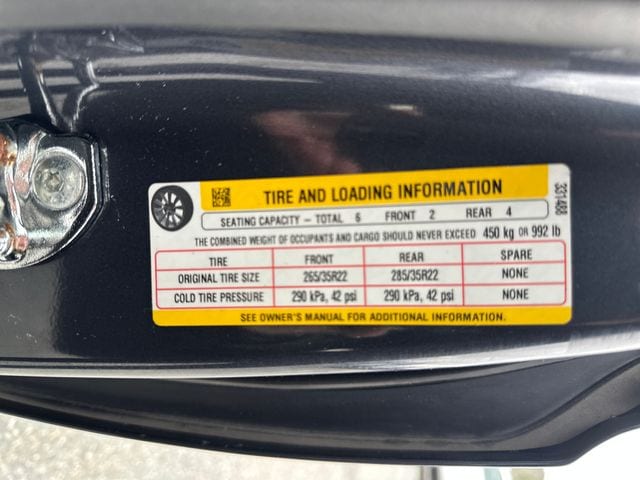 TIRE AND LOADING INFORMATION
331488
SEATING CAPACITY – TOTAL 6 FRONT 2 REAR 4
THE COMBINED WEIGHT OF OCCUPANTS AND CARGO SHOULD NEVER EXCEED 450 kg OR 992 lb
TIRE FRONT REAR SPARE
ORIGINAL TIRE SIZE 265/35R22 285/35R22 NONE
COLD TIRE PRESSURE 290 kPa, 42 psi 290 kPa, 42 psi NONE
SEE OWNER'S MANUAL FOR ADDITIONAL INFORMATION.